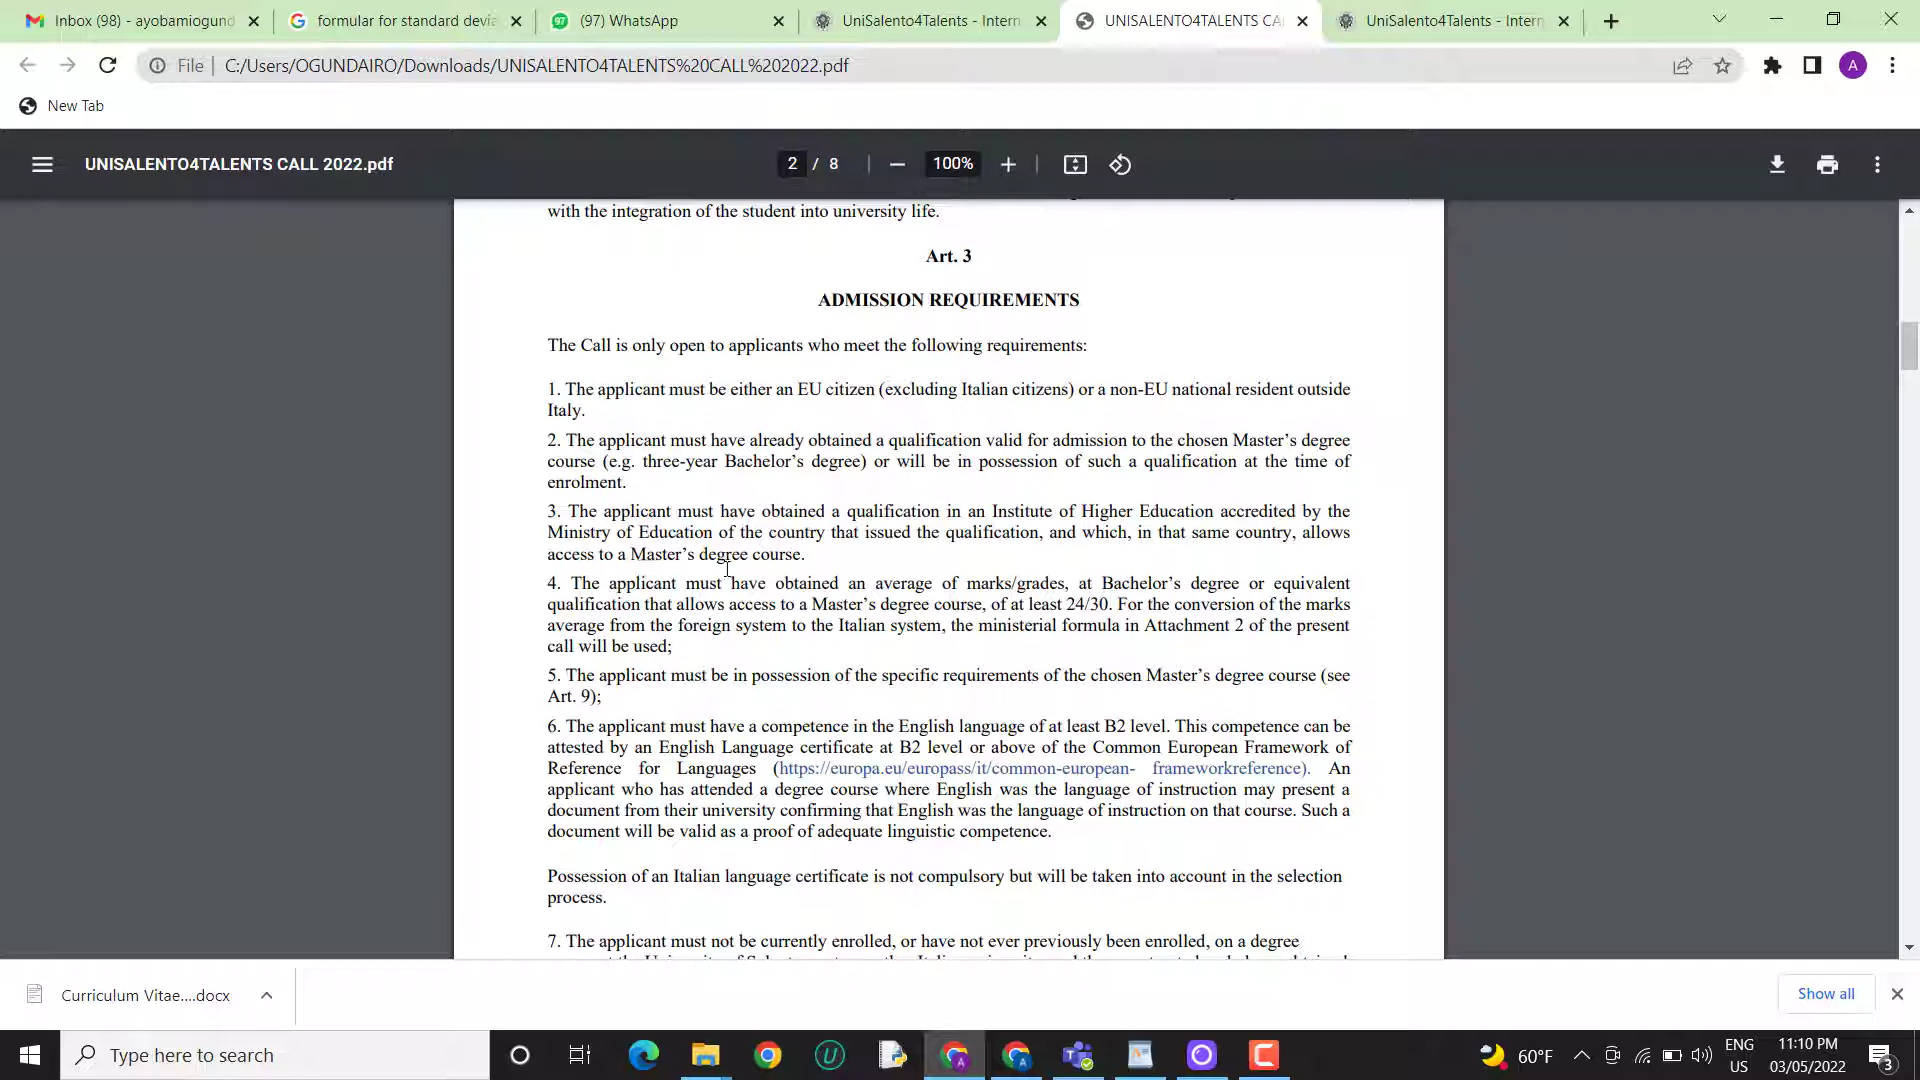 Inbox (98) - ayobamiogund
formular for standard devia
(97) WhatsApp
UniSalento4Talents - Intern
UNISALENTO4TALENTS CA
UniSalento4Talents - Intern
File | C:/Users/OGUNDAIRO/Downloads/UNISALENTO4TALENTS%20CALL%202022.pdf
A
New Tab
UNISALENTO4TALENTS CALL 2022.pdf
2 / 8
100%
with the integration of the student into university life.
Art. 3
ADMISSION REQUIREMENTS
The Call is only open to applicants who meet the following requirements:
1. The applicant must be either an EU citizen (excluding Italian citizens) or a non-EU national resident outside
Italy.
2. The applicant must have already obtained a qualification valid for admission to the chosen Master's degree
course (e.g. three-year Bachelor's degree) or will be in possession of such a qualification at the time of
enrolment.
3. The applicant must have obtained a qualification in an Institute of Higher Education accredited by the
Ministry of Education of the country that issued the qualification, and which, in that same country, allows
access to a Master's degree course.
4. The applicant must have obtained an average of marks/grades, at Bachelor's degree or equivalent
qualification that allows access to a Master's degree course, of at least 24/30. For the conversion of the marks
average from the foreign system to the Italian system, the ministerial formula in Attachment 2 of the present
call will be used;
5. The applicant must be in possession of the specific requirements of the chosen Master's degree course (see
Art. 9);
6. The applicant must have a competence in the English language of at least B2 level. This competence can be
attested by an English Language certificate at B2 level or above of the Common European Framework of
Reference for Languages (https://europa.eu/europass/it/common-european- frameworkreference). An
applicant who has attended a degree course where English was the language of instruction may present a
document from their university confirming that English was the language of instruction on that course. Such a
document will be valid as a proof of adequate linguistic competence.
Possession of an Italian language certificate is not compulsory but will be taken into account in the selection
process.
7. The applicant must not be currently enrolled, or have not ever previously been enrolled, on a degree
Curriculum Vitae....docx
Show all
Type here to search
60°F
ENG
US
11:10 PM
03/05/2022
3